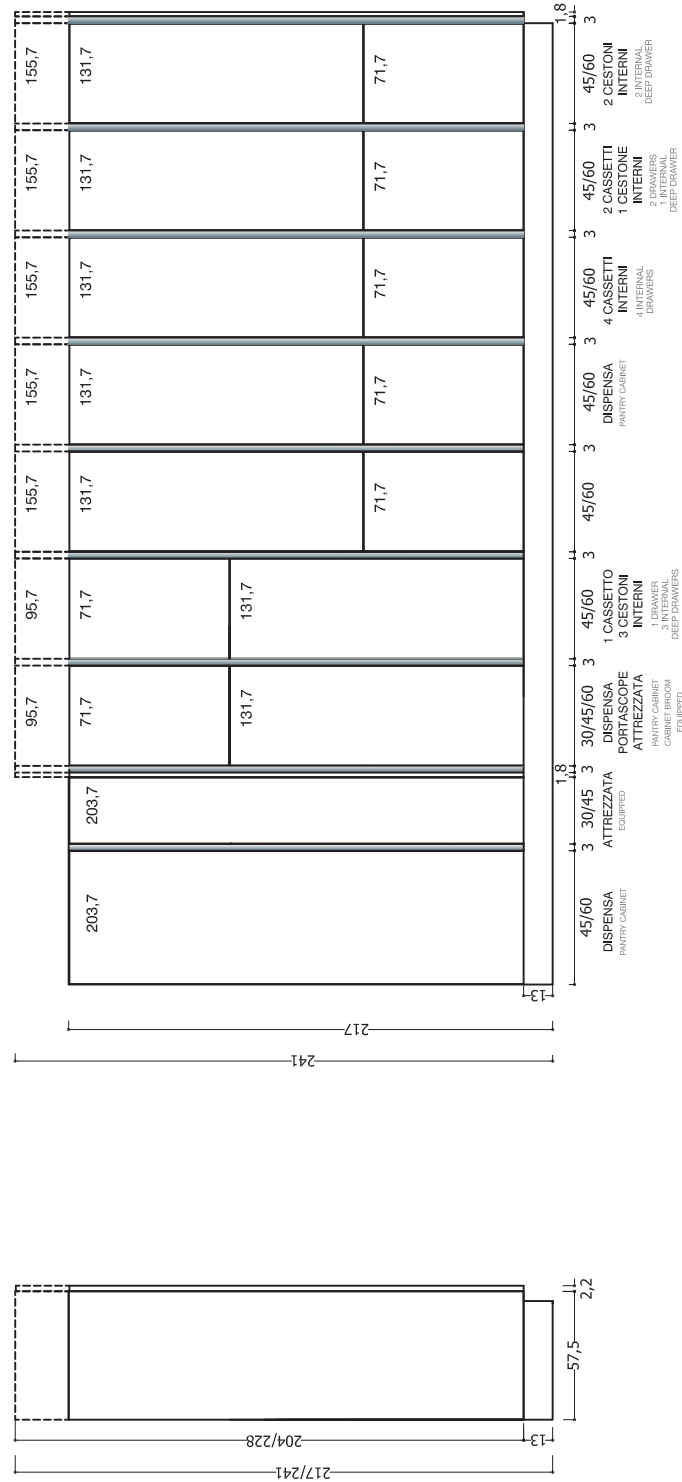 155,7
131,7
71,7
1,8
3
45/60
2 CESTONI
INTERNI
2 INTERNAL
DEEP DRAWER
155,7
131,7
71,7
3
45/60
2 CASSETTI
1 CESTONE
INTERNI
2 DRAWERS
1 INTERNAL
DEEP DRAWER
155,7
131,7
71,7
3
45/60
4 CASSETTI
INTERNI
4 INTERNAL
DRAWERS
155,7
131,7
71,7
3
45/60
DISPENSA
PANTRY CABINET
155,7
131,7
71,7
3
45/60
95,7
71,7
131,7
3
45/60
1 CASSETTO
3 CESTONI
INTERNI
1 DRAWER
3 INTERNAL
DEEP DRAWERS
95,7
71,7
131,7
3
30/45/60
DISPENSA
PORTASCOPE
ATTREZZATA
PANTRY CABINET
CABINET BROOM
EQUIPPED
203,7
1,8
3
30/45
ATTREZZATA
EQUIPPED
203,7
3
45/60
DISPENSA
PANTRY CABINET
13
217
241
2,2
57,5
204/228
13
217/241